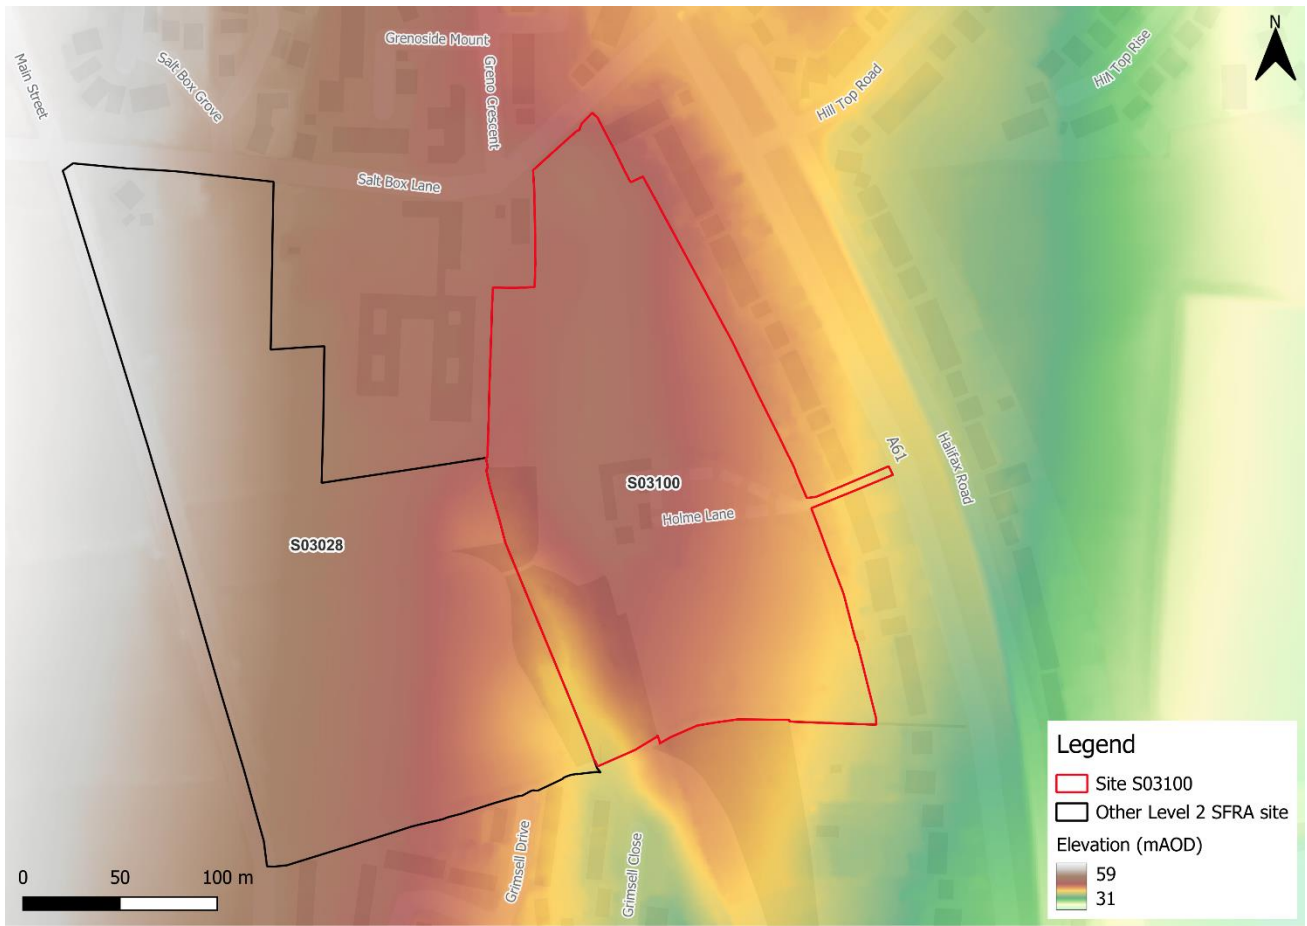 N
Grenoside Mount
Main Street
Salt Box Grove
Greno Crescent
Hill Top Road
Hill Top Rise
Salt Box Lane
A61
Halifax Road
S03100
Holme Lane
S03028
Grimsell Drive
Grimsell Close
0 50 100 m
Legend
Site S03100
Other Level 2 SFRA site
Elevation (mAOD)
59
31